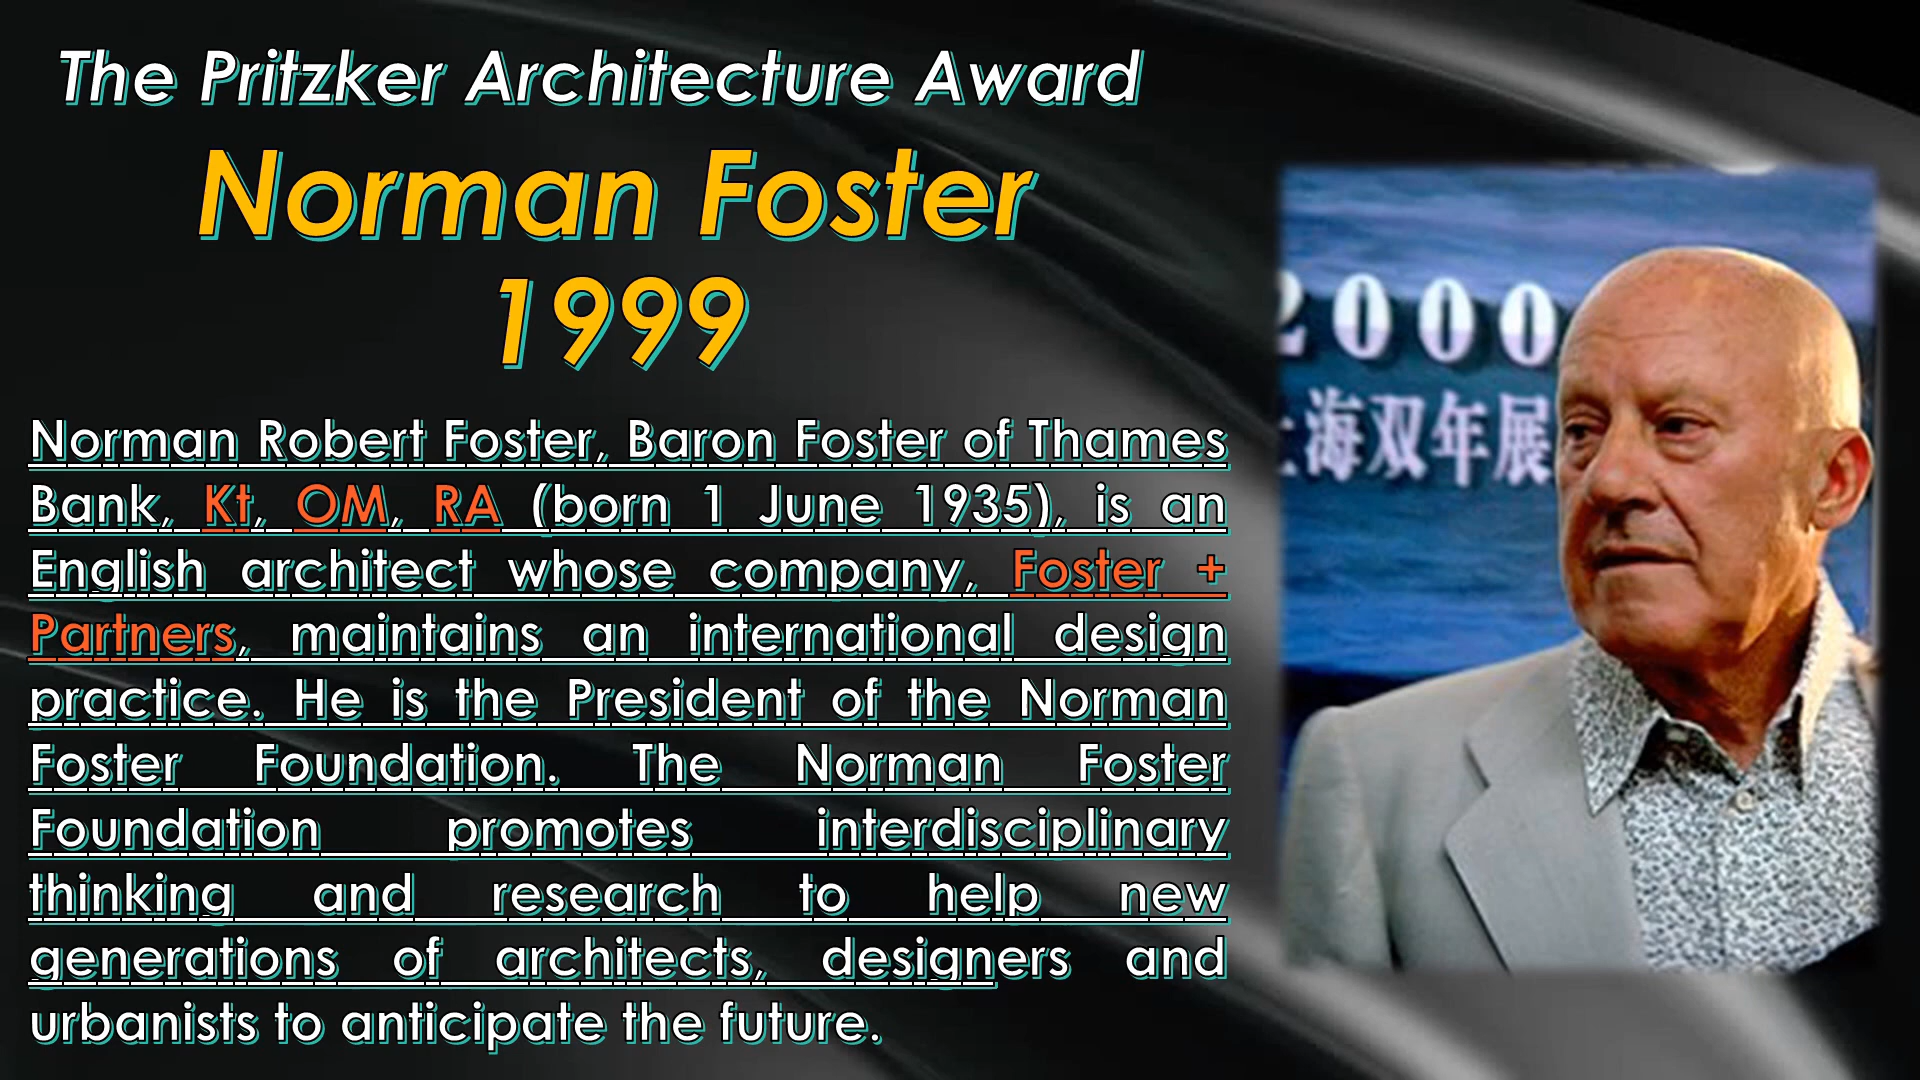 The Pritzker Architecture Award
Norman Foster
1999
Norman Robert Foster, Baron Foster of Thames
Bank, Kt, OM, RA (born 1 June 1935), is an
English architect whose company, Foster +
Partners, maintains an international design
practice. He is the President of the Norman
Foster Foundation. The Norman Foster
Foundation promotes interdisciplinary
thinking and research to help new
generations of architects, designers and
urbanists to anticipate the future.
2000
上海双年展